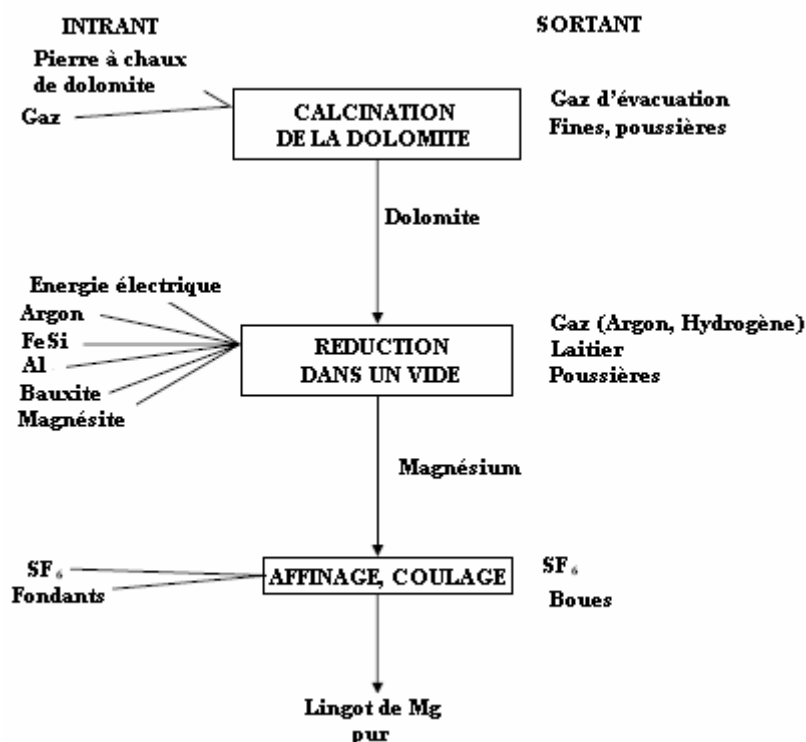 INTRANT
SORTANT
Pierre à chaux
de dolomite
Gaz
CALCINATION
DE LA DOLOMITE
Gaz d'évacuation
Fines, poussières
Dolomite
Energie électrique
Argon
FeSi
Al
Bauxite
Magnésite
REDUCTION
DANS UN VIDE
Gaz (Argon, Hydrogène)
Laitier
Poussières
Magnésium
SF₆
Fondants
AFFINAGE, COULAGE
SF₆
Boues
Lingot de Mg
pur